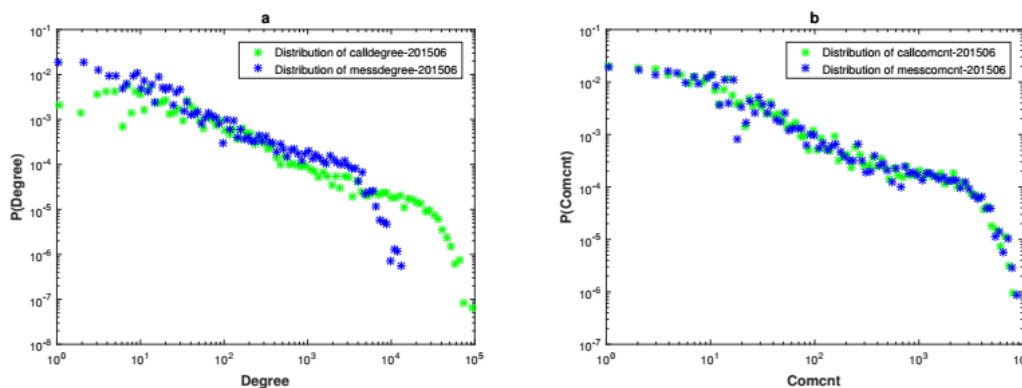 a
10^-1
10^-2
10^-3
10^-4
10^-5
10^-6
10^-7
10^-8
P(Degree)
Distribution of calldegree-201506
Distribution of messdegree-201506
10^0 10^1 10^2 10^3 10^4 10^5
Degree
b
10^-1
10^-2
10^-3
10^-4
10^-5
10^-6
10^-7
P(Comcnt)
Distribution of callcomcnt-201506
Distribution of messcomcnt-201506
10^0 10^1 10^2 10^3 10
Comcnt